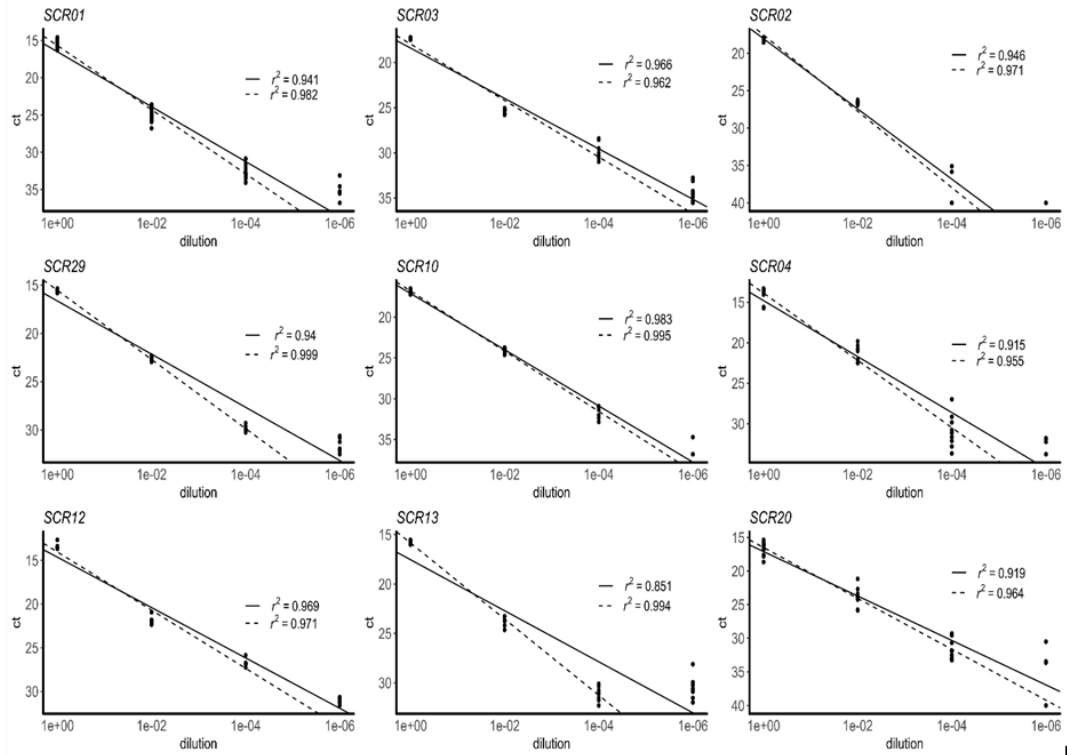 SCR01
15
20
25
30
35
ct
r² = 0.941
r² = 0.982
1e+00 1e-02 1e-04 1e-06
dilution
SCR03
20
25
30
35
ct
r² = 0.966
r² = 0.962
1e+00 1e-02 1e-04 1e-06
dilution
SCR02
20
25
30
35
40
ct
r² = 0.946
r² = 0.971
1e+00 1e-02 1e-04 1e-06
dilution
SCR29
15
20
25
30
ct
r² = 0.94
r² = 0.999
1e+00 1e-02 1e-04 1e-06
dilution
SCR10
20
25
30
35
ct
r² = 0.983
r² = 0.995
1e+00 1e-02 1e-04 1e-06
dilution
SCR04
15
20
25
30
ct
r² = 0.915
r² = 0.955
1e+00 1e-02 1e-04 1e-06
dilution
SCR12
15
20
25
30
ct
r² = 0.969
r² = 0.971
1e+00 1e-02 1e-04 1e-06
dilution
SCR13
15
20
25
30
ct
r² = 0.851
r² = 0.994
1e+00 1e-02 1e-04 1e-06
dilution
SCR20
15
20
25
30
35
40
ct
r² = 0.919
r² = 0.964
1e+00 1e-02 1e-04 1e-06
dilution